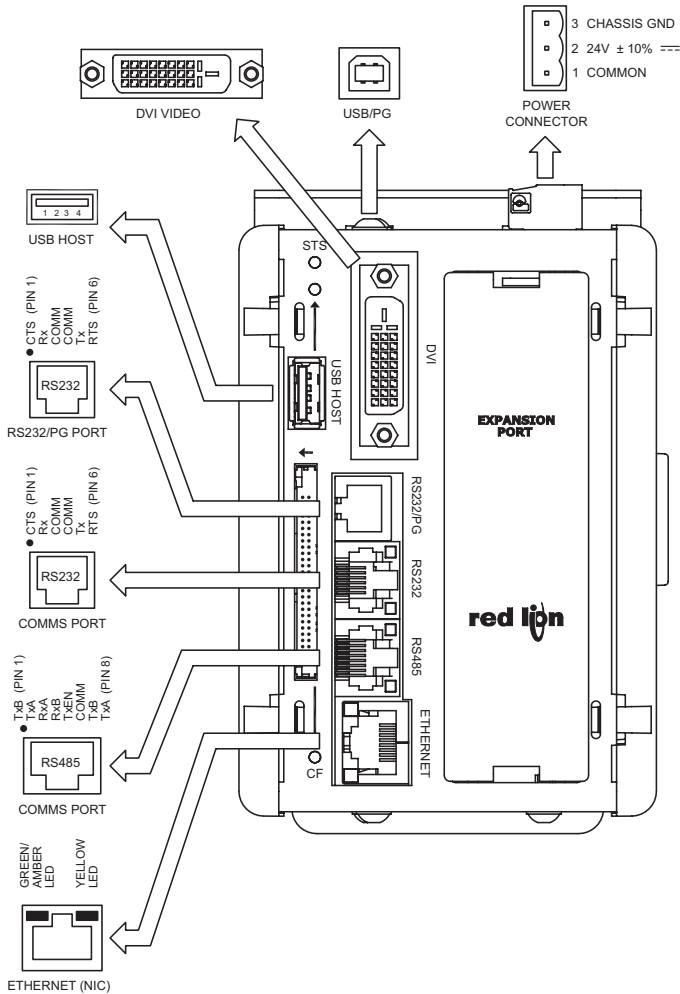 3 CHASSIS GND
2 24V ± 10%
1 COMMON
POWER
CONNECTOR
DVI VIDEO
USB/PG
1 2 3 4
USB HOST
STS
DVI
USB HOST
CTS (PIN 1)
Rx
COMM
COMM
Tx
RTS (PIN 6)
RS232
RS232/PG PORT
EXPANSION
PORT
RS232/PG
CTS (PIN 1)
Rx
COMM
COMM
Tx
RTS (PIN 6)
RS232
COMMS PORT
RS232
red lion
RS485
TxB (PIN 1)
TxA
RxA
RxB
TxEN
COMM
TxB
TxA (PIN 8)
RS485
COMMS PORT
ETHERNET
CF
GREEN/
AMBER
LED
YELLOW
LED
ETHERNET (NIC)